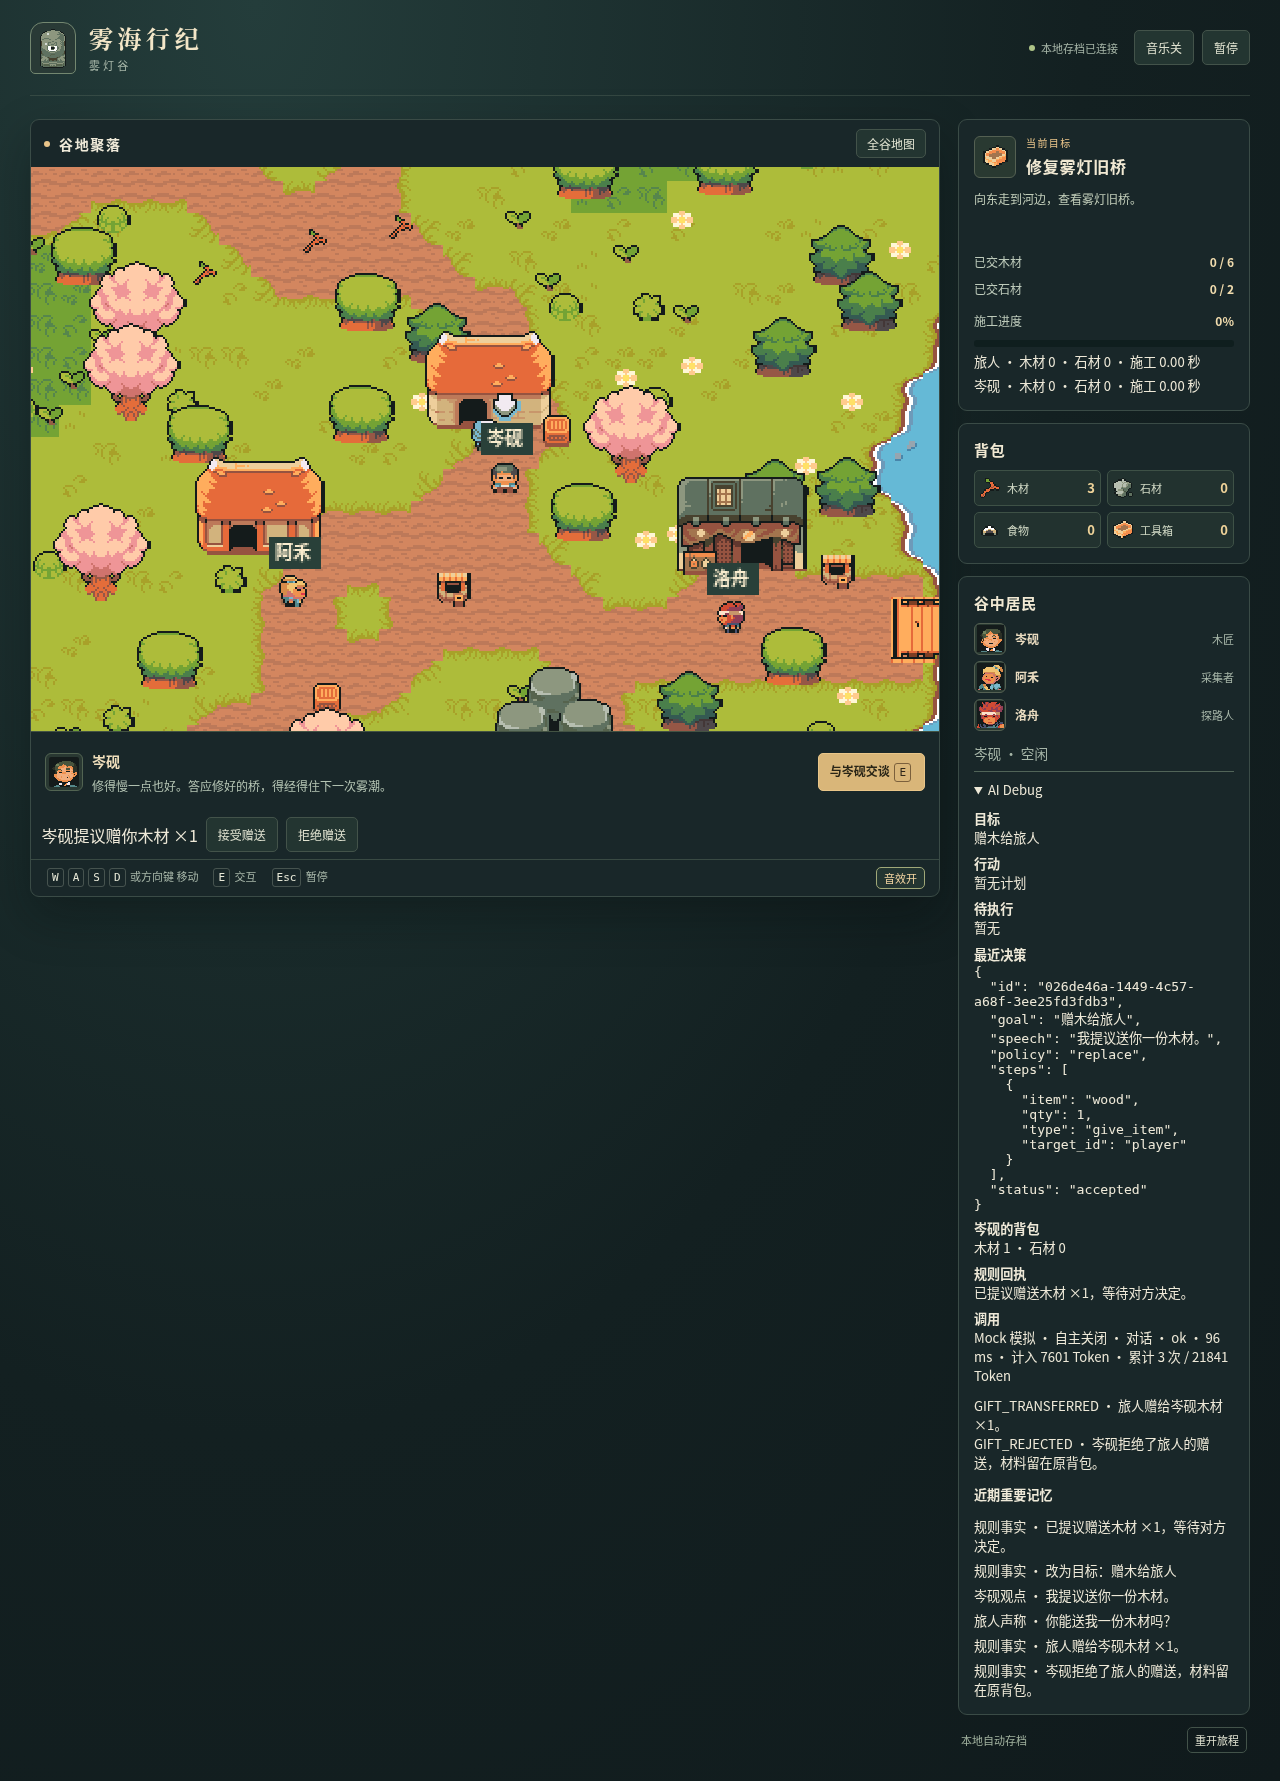 雾海行纪
雾灯谷
本地存档已连接
音乐关
暂停
谷地聚落
全谷地图
岑砚
阿禾
洛舟
岑砚
修得慢一点也好。答应修好的桥，得经得住下一次雾潮。
与岑砚交谈 E
岑砚提议赠你木材 ×1
接受赠送
拒绝赠送
W A S D 或方向键 移动 E 交互 Esc 暂停
音效开
当前目标
修复雾灯旧桥
向东走到河边，查看雾灯旧桥。
已交木材 0 / 6
已交石材 0 / 2
施工进度 0%
旅人 · 木材 0 · 石材 0 · 施工 0.00 秒
岑砚 · 木材 0 · 石材 0 · 施工 0.00 秒
背包
木材 3 石材 0
食物 0 工具箱 0
谷中居民
岑砚 木匠
阿禾 采集者
洛舟 探路人
岑砚 · 空闲
▼ AI Debug
目标
赠木给旅人
行动
暂无计划
待执行
暂无
最近决策
{
"id": "026de46a-1449-4c57-
a68f-3ee25fd3fdb3",
"goal": "赠木给旅人",
"speech": "我提议送你一份木材。",
"policy": "replace",
"steps": [
{
"item": "wood",
"qty": 1,
"type": "give_item",
"target_id": "player"
}
],
"status": "accepted"
}
岑砚的背包
木材 1 · 石材 0
规则回执
已提议赠送木材 ×1，等待对方决定。
调用
Mock 模拟 · 自主关闭 · 对话 · ok · 96
ms · 计入 7601 Token · 累计 3 次 / 21841
Token
GIFT_TRANSFERRED · 旅人赠给岑砚木材
×1。
GIFT_REJECTED · 岑砚拒绝了旅人的赠
送，材料留在原背包。
近期重要记忆
规则事实 · 已提议赠送木材 ×1，等待对方
决定。
规则事实 · 改为目标：赠木给旅人
岑砚观点 · 我提议送你一份木材。
旅人声称 · 你能送我一份木材吗？
规则事实 · 旅人赠给岑砚木材 ×1。
规则事实 · 岑砚拒绝了旅人的赠送，材料留
在原背包。
本地自动存档
重开旅程